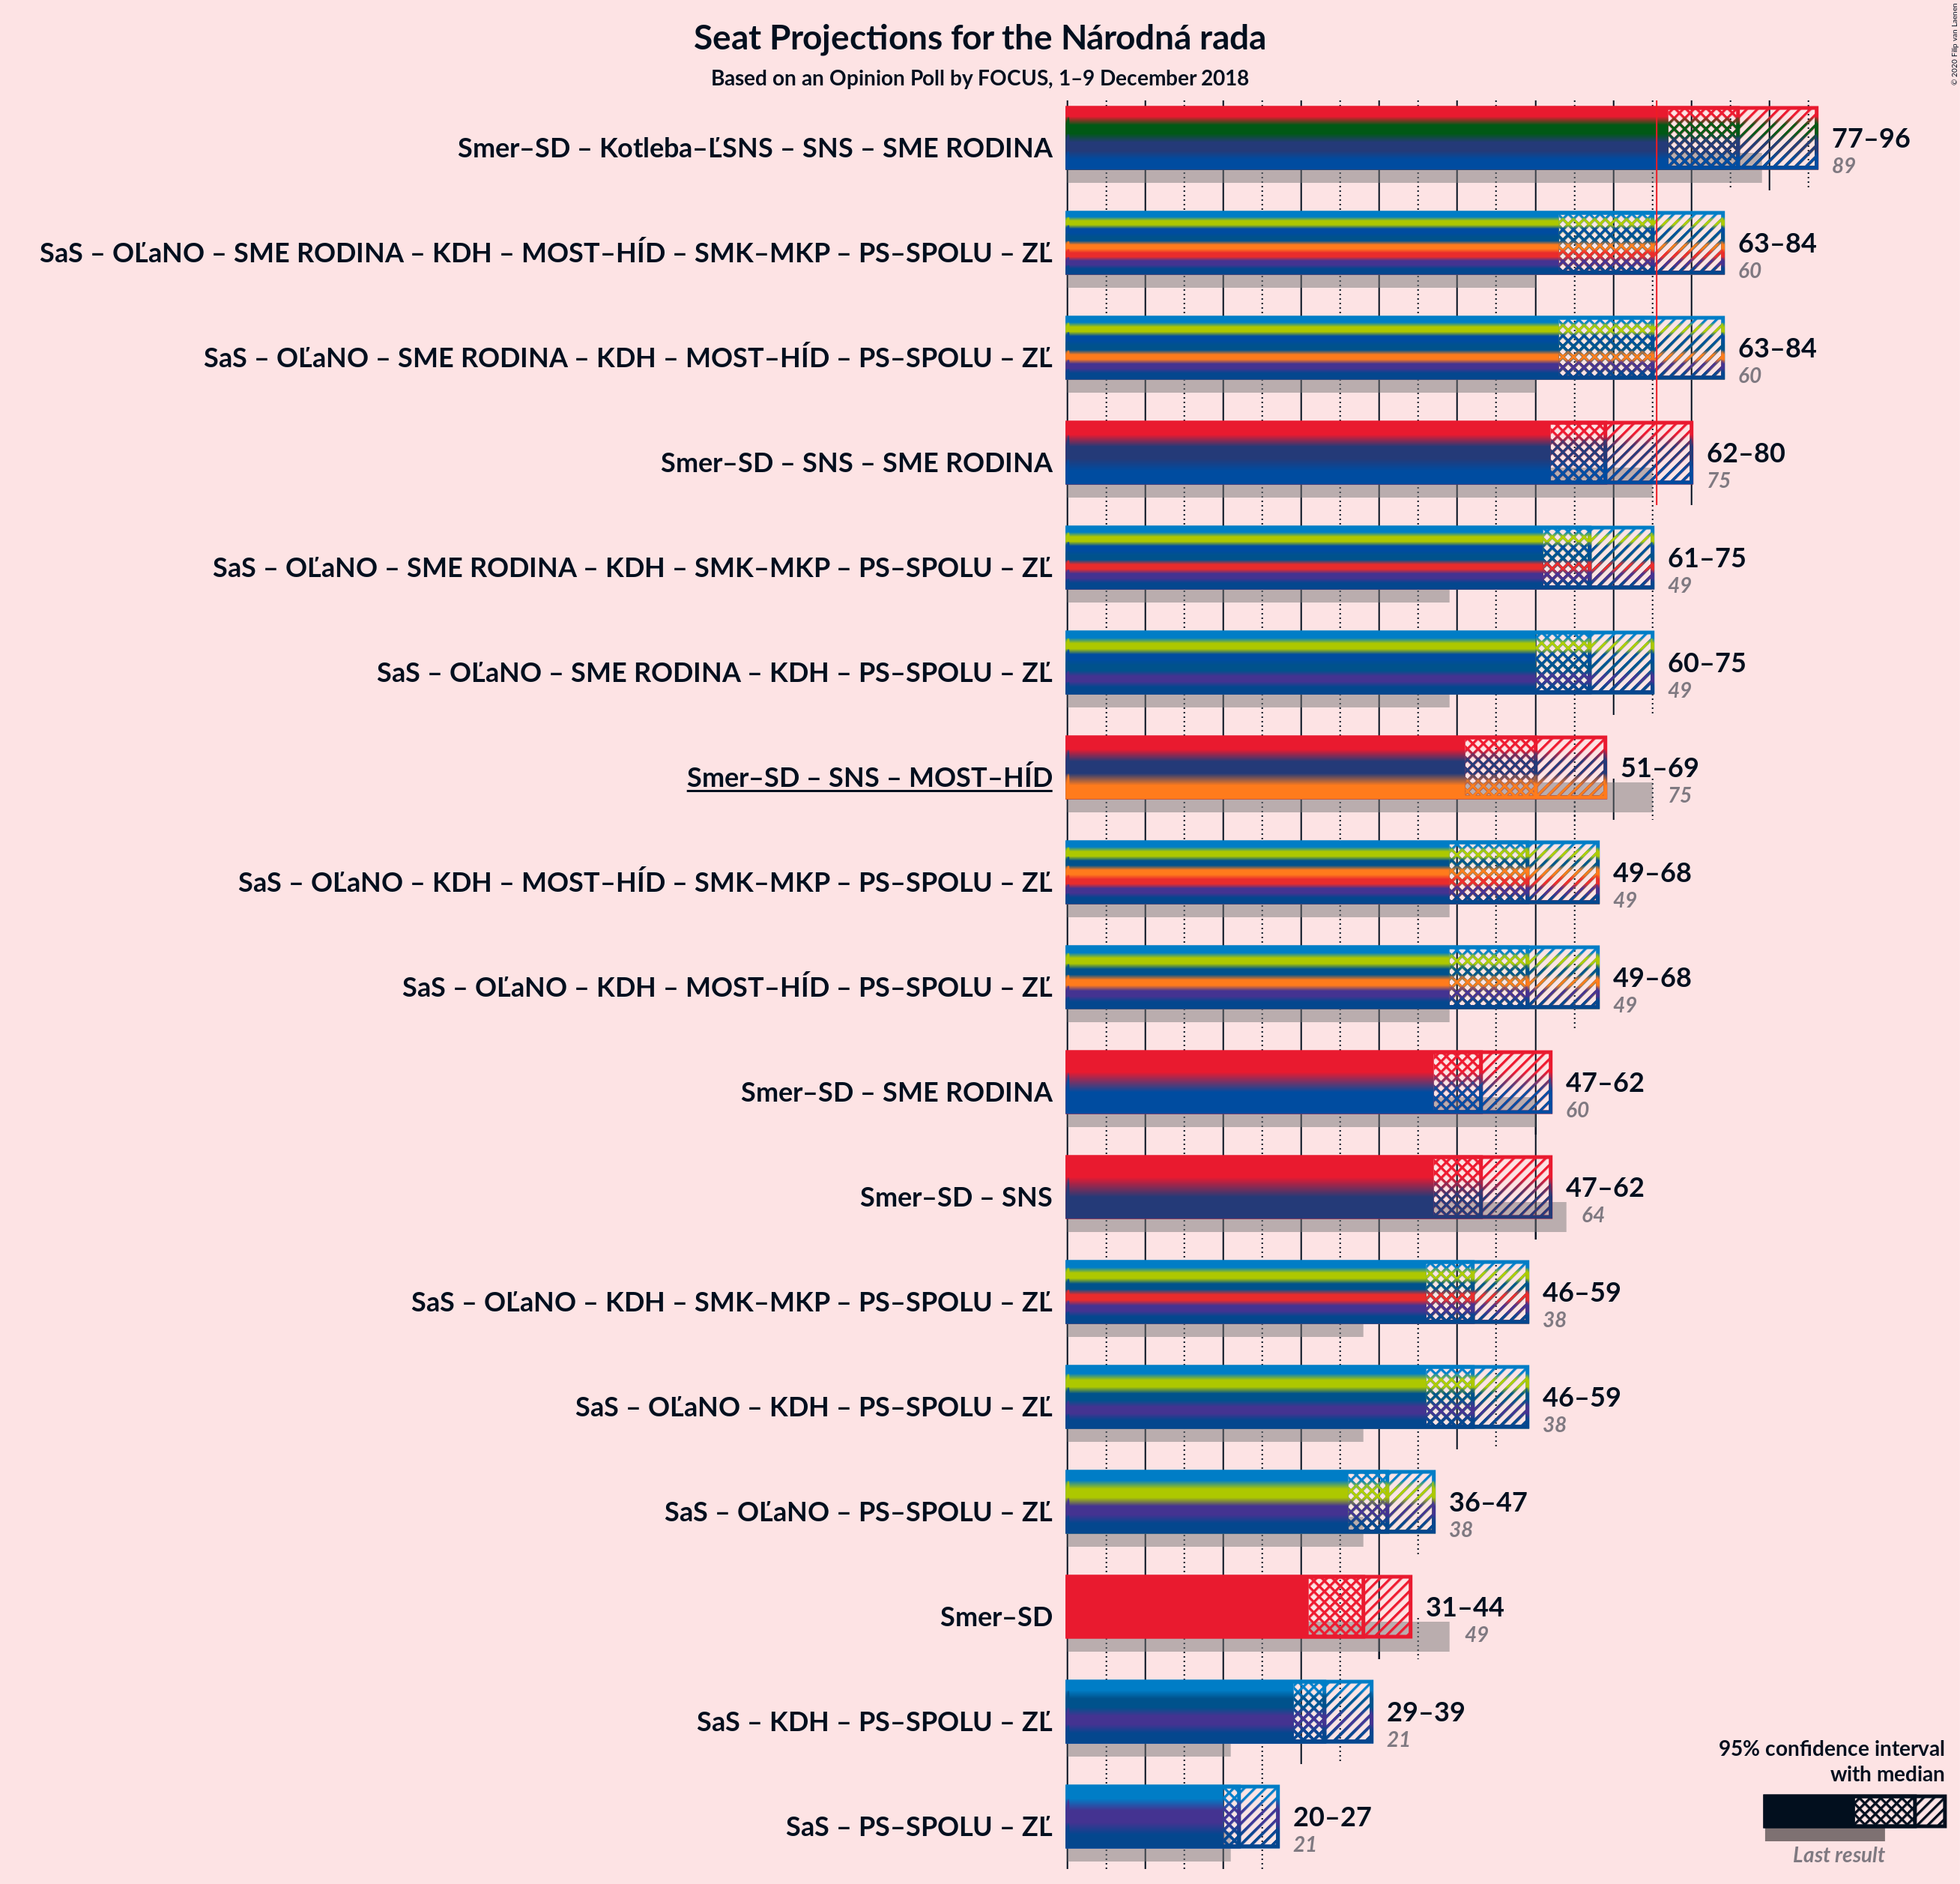 Seat Projections for the Národná rada
Based on an Opinion Poll by FOCUS, 1–9 December 2018
© 2020 Filip van Laenen
Smer–SD – Kotleba–ĽSNS – SNS – SME RODINA
77–96
89
SaS – OĽaNO – SME RODINA – KDH – MOST–HÍD – SMK–MKP – PS–SPOLU – ZĽ
63–84
60
SaS – OĽaNO – SME RODINA – KDH – MOST–HÍD – PS–SPOLU – ZĽ
63–84
60
Smer–SD – SNS – SME RODINA
62–80
75
SaS – OĽaNO – SME RODINA – KDH – SMK–MKP – PS–SPOLU – ZĽ
61–75
49
SaS – OĽaNO – SME RODINA – KDH – PS–SPOLU – ZĽ
60–75
49
Smer–SD – SNS – MOST–HÍD
51–69
75
SaS – OĽaNO – KDH – MOST–HÍD – SMK–MKP – PS–SPOLU – ZĽ
49–68
49
SaS – OĽaNO – KDH – MOST–HÍD – PS–SPOLU – ZĽ
49–68
49
Smer–SD – SME RODINA
47–62
60
Smer–SD – SNS
47–62
64
SaS – OĽaNO – KDH – SMK–MKP – PS–SPOLU – ZĽ
46–59
38
SaS – OĽaNO – KDH – PS–SPOLU – ZĽ
46–59
38
SaS – OĽaNO – PS–SPOLU – ZĽ
36–47
38
Smer–SD
31–44
49
SaS – KDH – PS–SPOLU – ZĽ
29–39
21
SaS – PS–SPOLU – ZĽ
20–27
21
95% confidence interval
with median
Last result